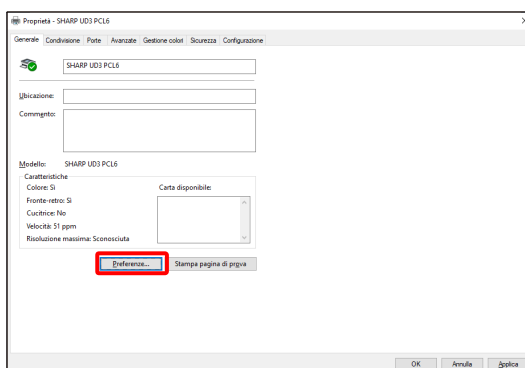 Proprietà - SHARP UD3 PCL6
Generale Condivisione Porte Avanzate Gestione colori Sicurezza Configurazione
SHARP UD3 PCL6
Ubicazione:
Commento:
Modello: SHARP UD3 PCL6
Caratteristiche
Colore: Sì Carta disponibile:
Fronte-retro: Sì
Cucitrice: No
Velocità: 51 ppm
Risoluzione massima: Sconosciuta
Preferenze... Stampa pagina di prova
OK Annulla Applica